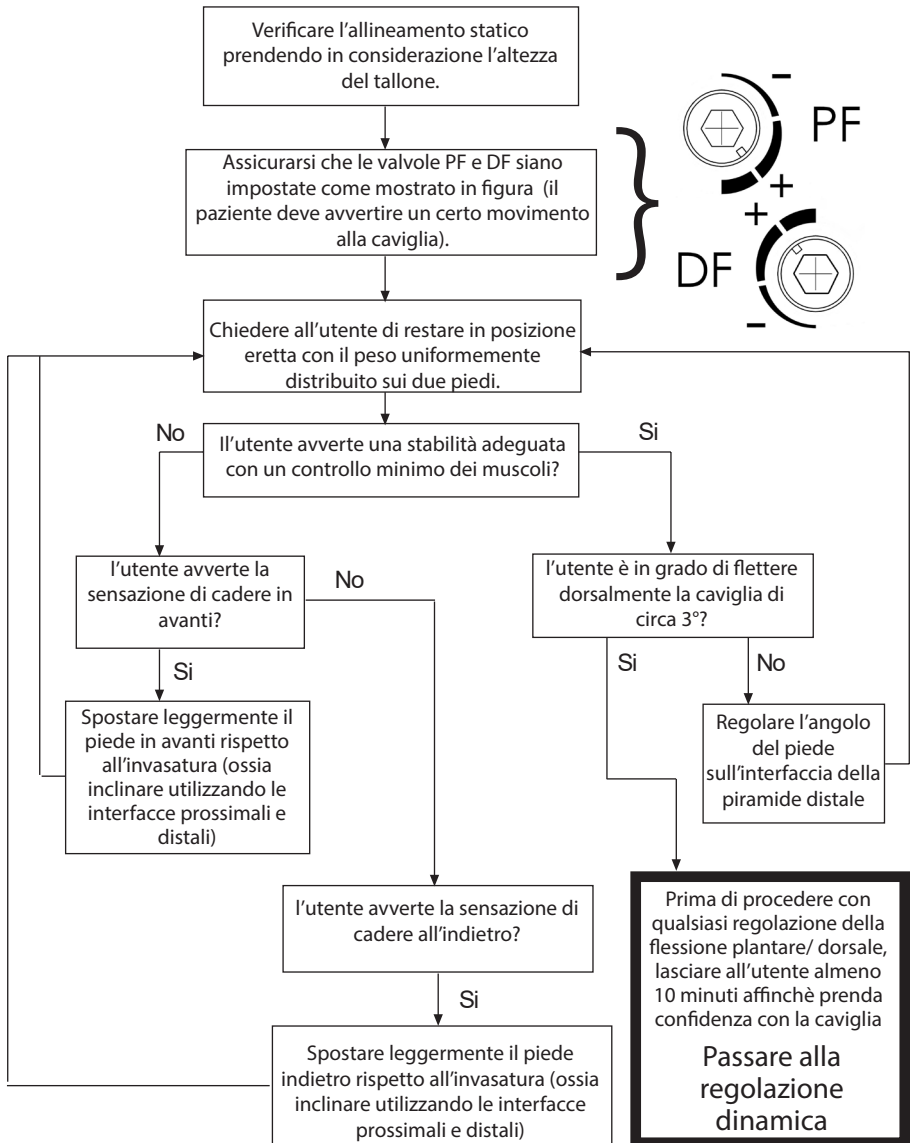 Verificare l’allineamento statico
prendendo in considerazione l’altezza
del tallone.
−
PF
+
Assicurarsi che le valvole PF e DF siano
impostate come mostrato in figura (il
paziente deve avvertire un certo movimento
alla caviglia).
+
DF
−
Chiedere all’utente di restare in posizione
eretta con il peso uniformemente
distribuito sui due piedi.
No
Si
Il’utente avverte una stabilità adeguata
con un controllo minimo dei muscoli?
l’utente avverte la
sensazione di cadere in
avanti?
No
Si
l’utente è in grado di flettere
dorsalmente la caviglia di
circa 3°?
Si
No
Spostare leggermente il
piede in avanti rispetto
all’invasatura (ossia
inclinare utilizzando le
interfacce prossimali e
distali)
Regolare l’angolo
del piede
sull’interfaccia della
piramide distale
l’utente avverte la sensazione di
cadere all’indietro?
Si
Spostare leggermente il piede
indietro rispetto all’invasatura (ossia
inclinare utilizzando le interfacce
prossimali e distali)
Prima di procedere con
qualsiasi regolazione della
flessione plantare/ dorsale,
lasciare all’utente almeno
10 minuti affinchè prenda
confidenza con la caviglia
Passare alla
regolazione
dinamica